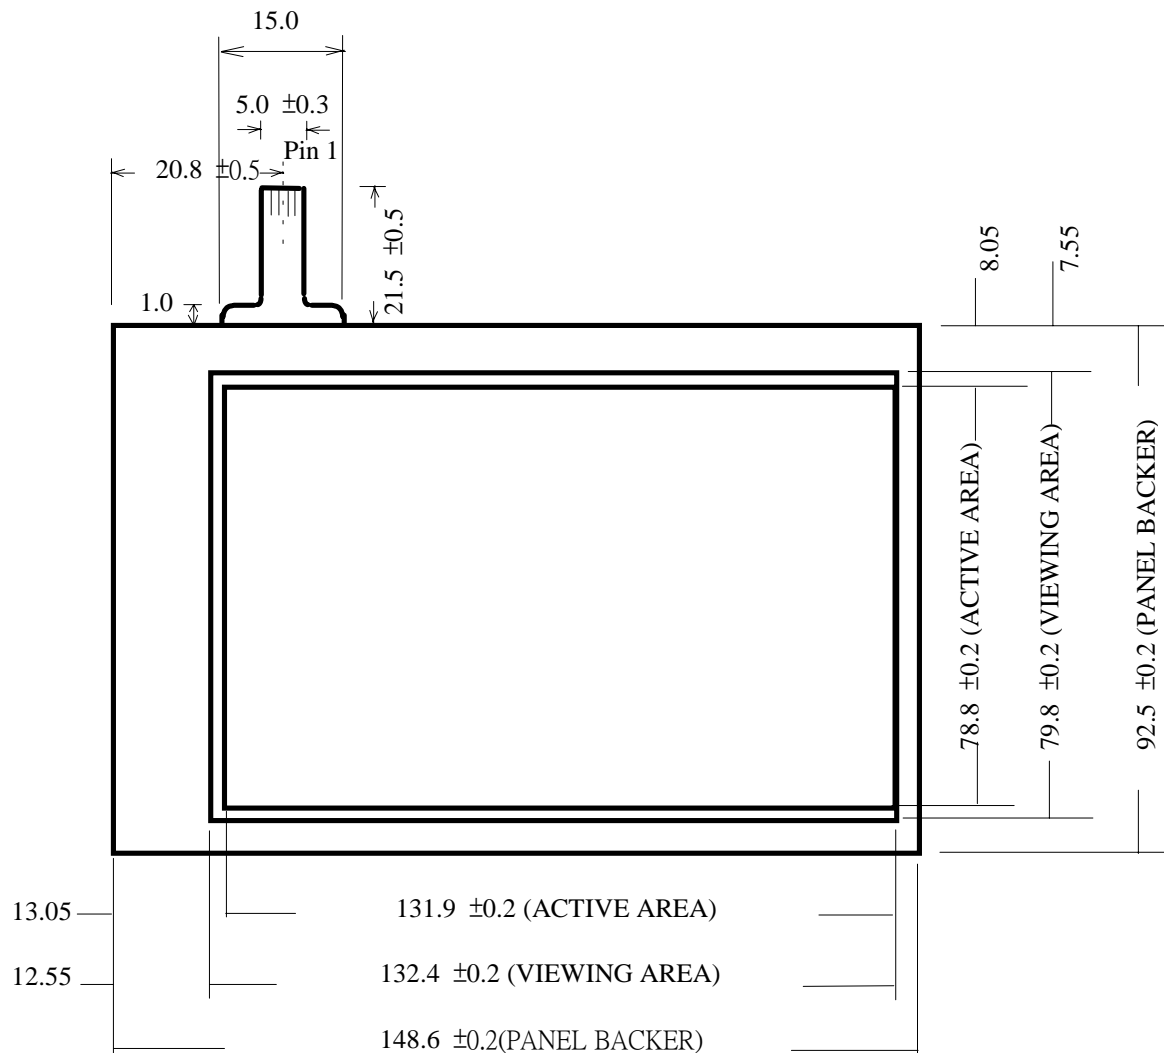 15.0
5.0 ±0.3
Pin 1
20.8 ±0.5
21.5 ±0.5
1.0
8.05
7.55
78.8 ±0.2 (ACTIVE AREA)
79.8 ±0.2 (VIEWING AREA)
92.5 ±0.2 (PANEL BACKER)
13.05
131.9 ±0.2 (ACTIVE AREA)
12.55
132.4 ±0.2 (VIEWING AREA)
148.6 ±0.2(PANEL BACKER)